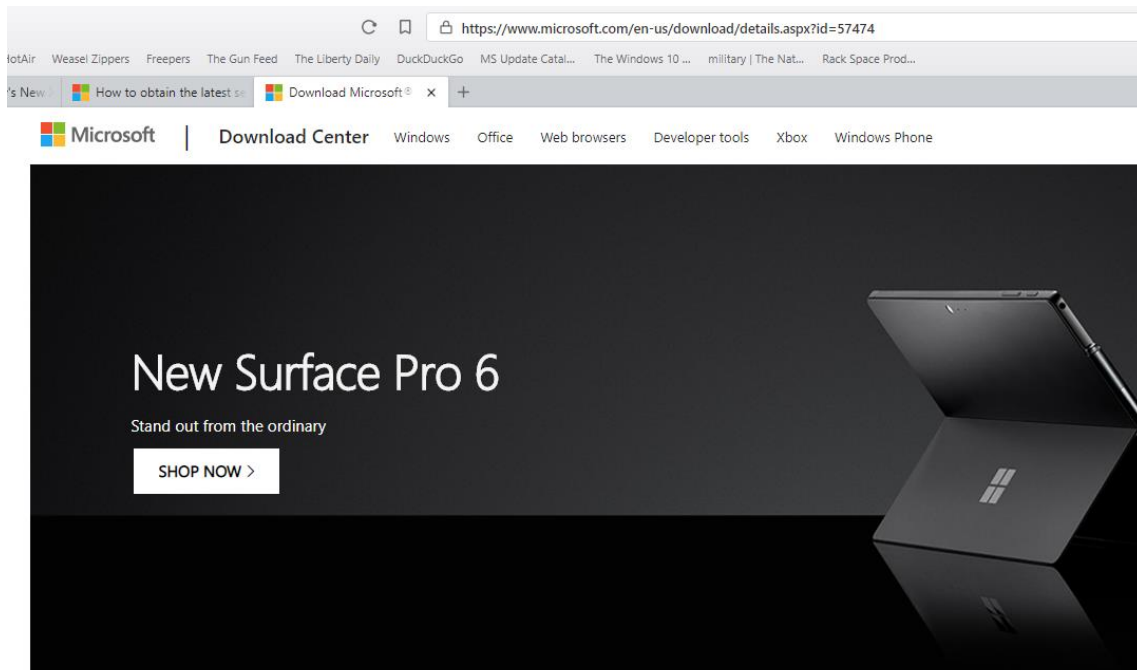 https://www.microsoft.com/en-us/download/details.aspx?id=57474
HotAir Weasel Zippers Freepers The Gun Feed The Liberty Daily DuckDuckGo MS Update Catal... The Windows 10 ... military | The Nat... Rack Space Prod...
's New How to obtain the latest se Download Microsoft® × +
Microsoft | Download Center Windows Office Web browsers Developer tools Xbox Windows Phone
New Surface Pro 6
Stand out from the ordinary
SHOP NOW >